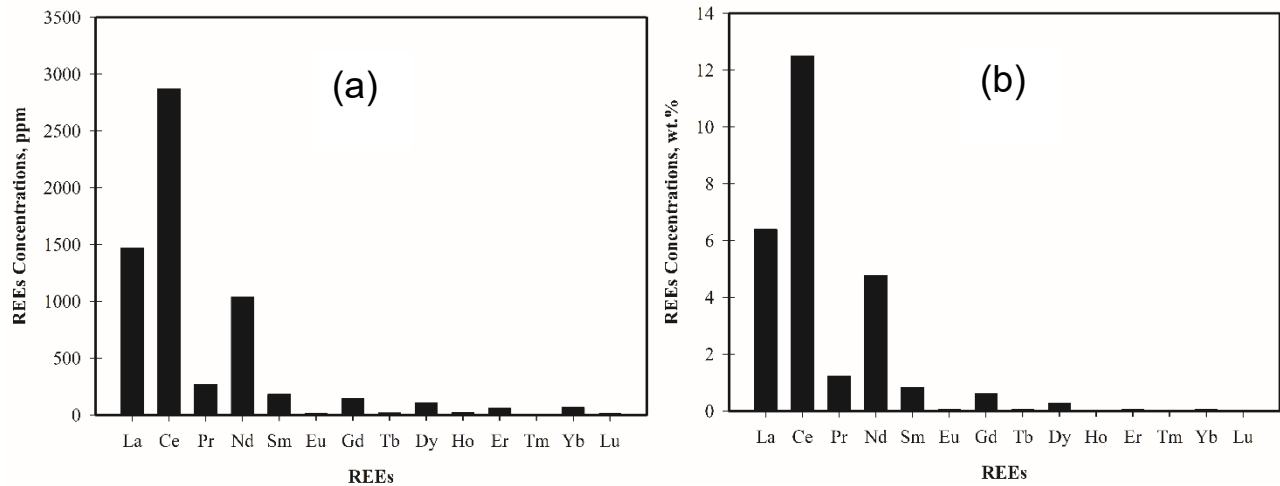 (a)
REEs Concentrations, ppm
3500
3000
2500
2000
1500
1000
500
0
La Ce Pr Nd Sm Eu Gd Tb Dy Ho Er Tm Yb Lu
REEs
(b)
REEs Concentrations, wt.%
14
12
10
8
6
4
2
0
La Ce Pr Nd Sm Eu Gd Tb Dy Ho Er Tm Yb Lu
REEs